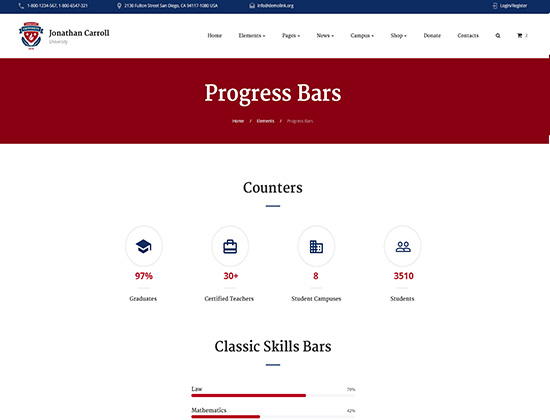 1-800-1234-567, 1-800-6547-321 2130 Fulton Street San Diego, CA 94117-1080 USA info@demolink.org Login/Register
Jonathan Carroll
University
Home Elements Pages News Campus Shop Donate Contacts 2
Progress Bars
Home / Elements / Progress Bars
Counters
97% 30+ 8 3510
Graduates Certified Teachers Student Campuses Students
Classic Skills Bars
Law 70%
Mathematics 42%